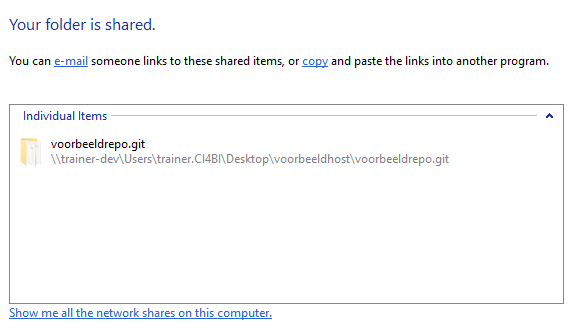 Your folder is shared.
You can e-mail someone links to these shared items, or copy and paste the links into another program.
Individual Items
voorbeeldrepo.git
\\trainer-dev\Users\trainer.CI4BI\Desktop\voorbeeldhost\voorbeeldrepo.git
Show me all the network shares on this computer.